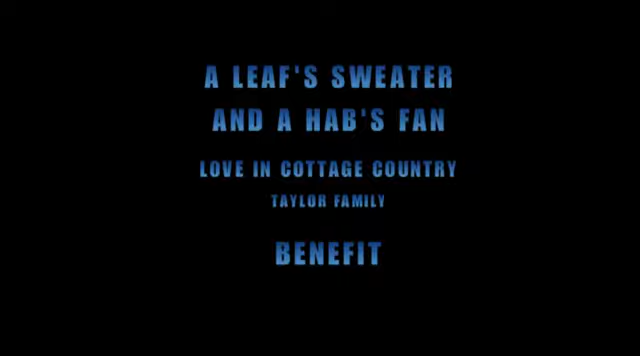 A LEAF'S SWEATER
AND A HAB'S FAN
LOVE IN COTTAGE COUNTRY
TAYLOR FAMILY
BENEFIT